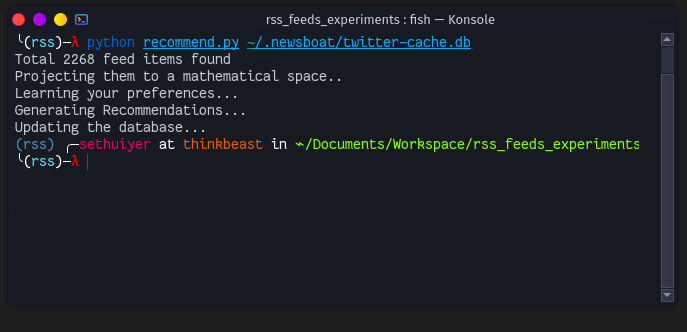 rss_feeds_experiments : fish — Konsole
╰(rss)─λ python recommend.py ~/.newsboat/twitter-cache.db
Total 2268 feed items found
Projecting them to a mathematical space..
Learning your preferences...
Generating Recommendations...
Updating the database...
(rss) ╭─sethuiyer at thinkbeast in ⌁/Documents/Workspace/rss_feeds_experiments
╰(rss)─λ